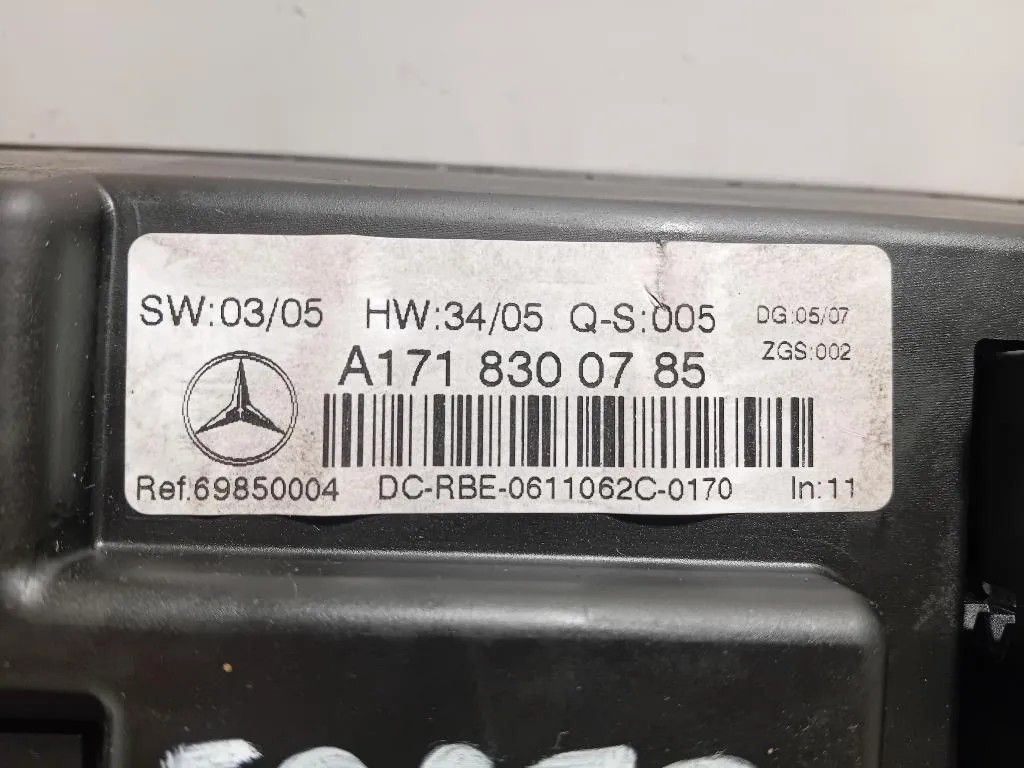 SW:03/05 HW:34/05 Q-S:005 DG:05/07
ZGS:002
A171 830 07 85
Ref.69850004 DC-RBE-0611062C-0170 In:11